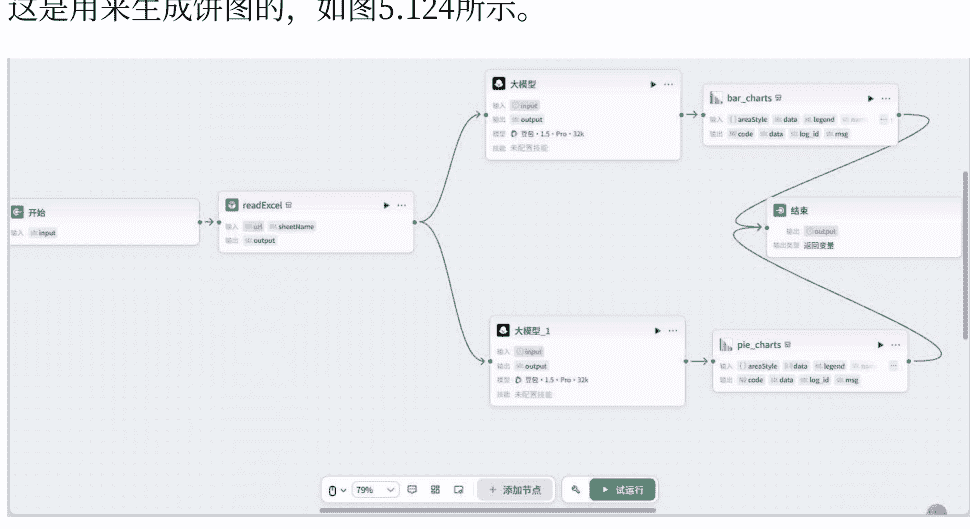 这是用来生成饼图的，如图5.124所示。
大模型
输入 input
输出 output
模型 豆包·1.5·Pro·32k
技能 未配置技能
bar_charts
输入 areaStyle data legend
输出 code data log_id msg
开始
输入 input
readExcel
输入 url sheetName
输出 output
结束
输出 output
输出类型 返回变量
大模型_1
输入 input
输出 output
模型 豆包·1.5·Pro·32k
技能 未配置技能
pie_charts
输入 areaStyle data legend
输出 code data log_id msg
79% 添加节点 试运行